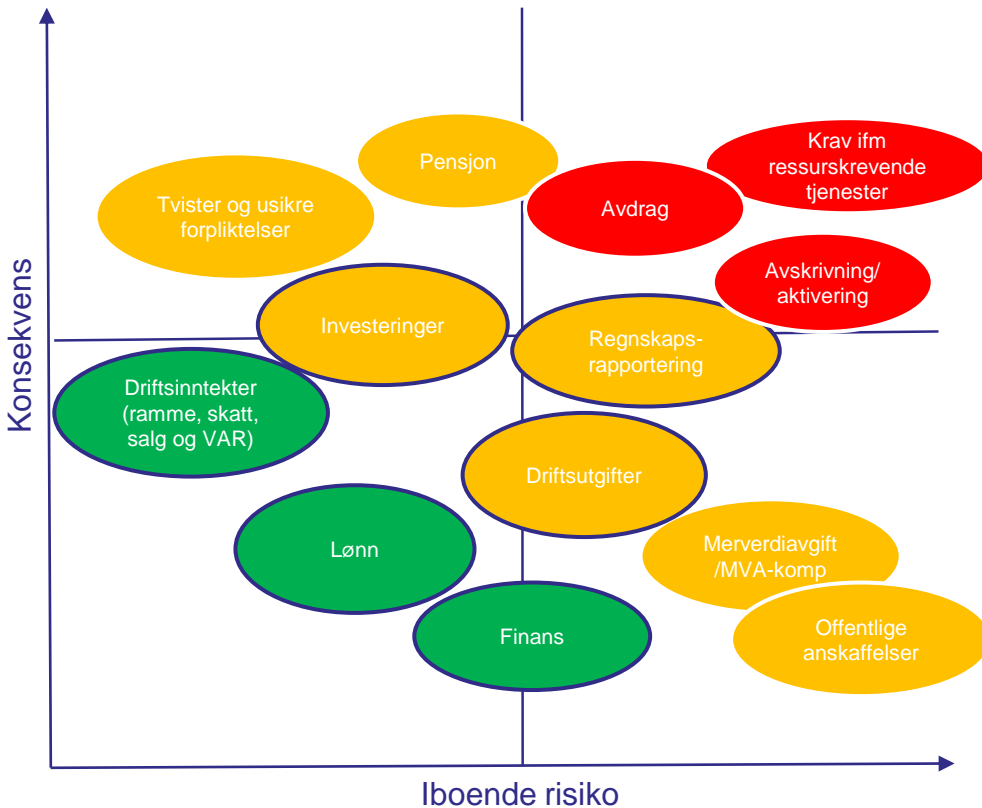 Konsekvens
Krav ifm
ressurskrevende
tjenester
Pensjon
Tvister og usikre
forpliktelser
Avdrag
Avskrivning/
aktivering
Investeringer
Regnskaps-
rapportering
Driftsinntekter
(ramme, skatt,
salg og VAR)
Driftsutgifter
Lønn
Merverdiavgift
/MVA-komp
Finans
Offentlige
anskaffelser
Iboende risiko